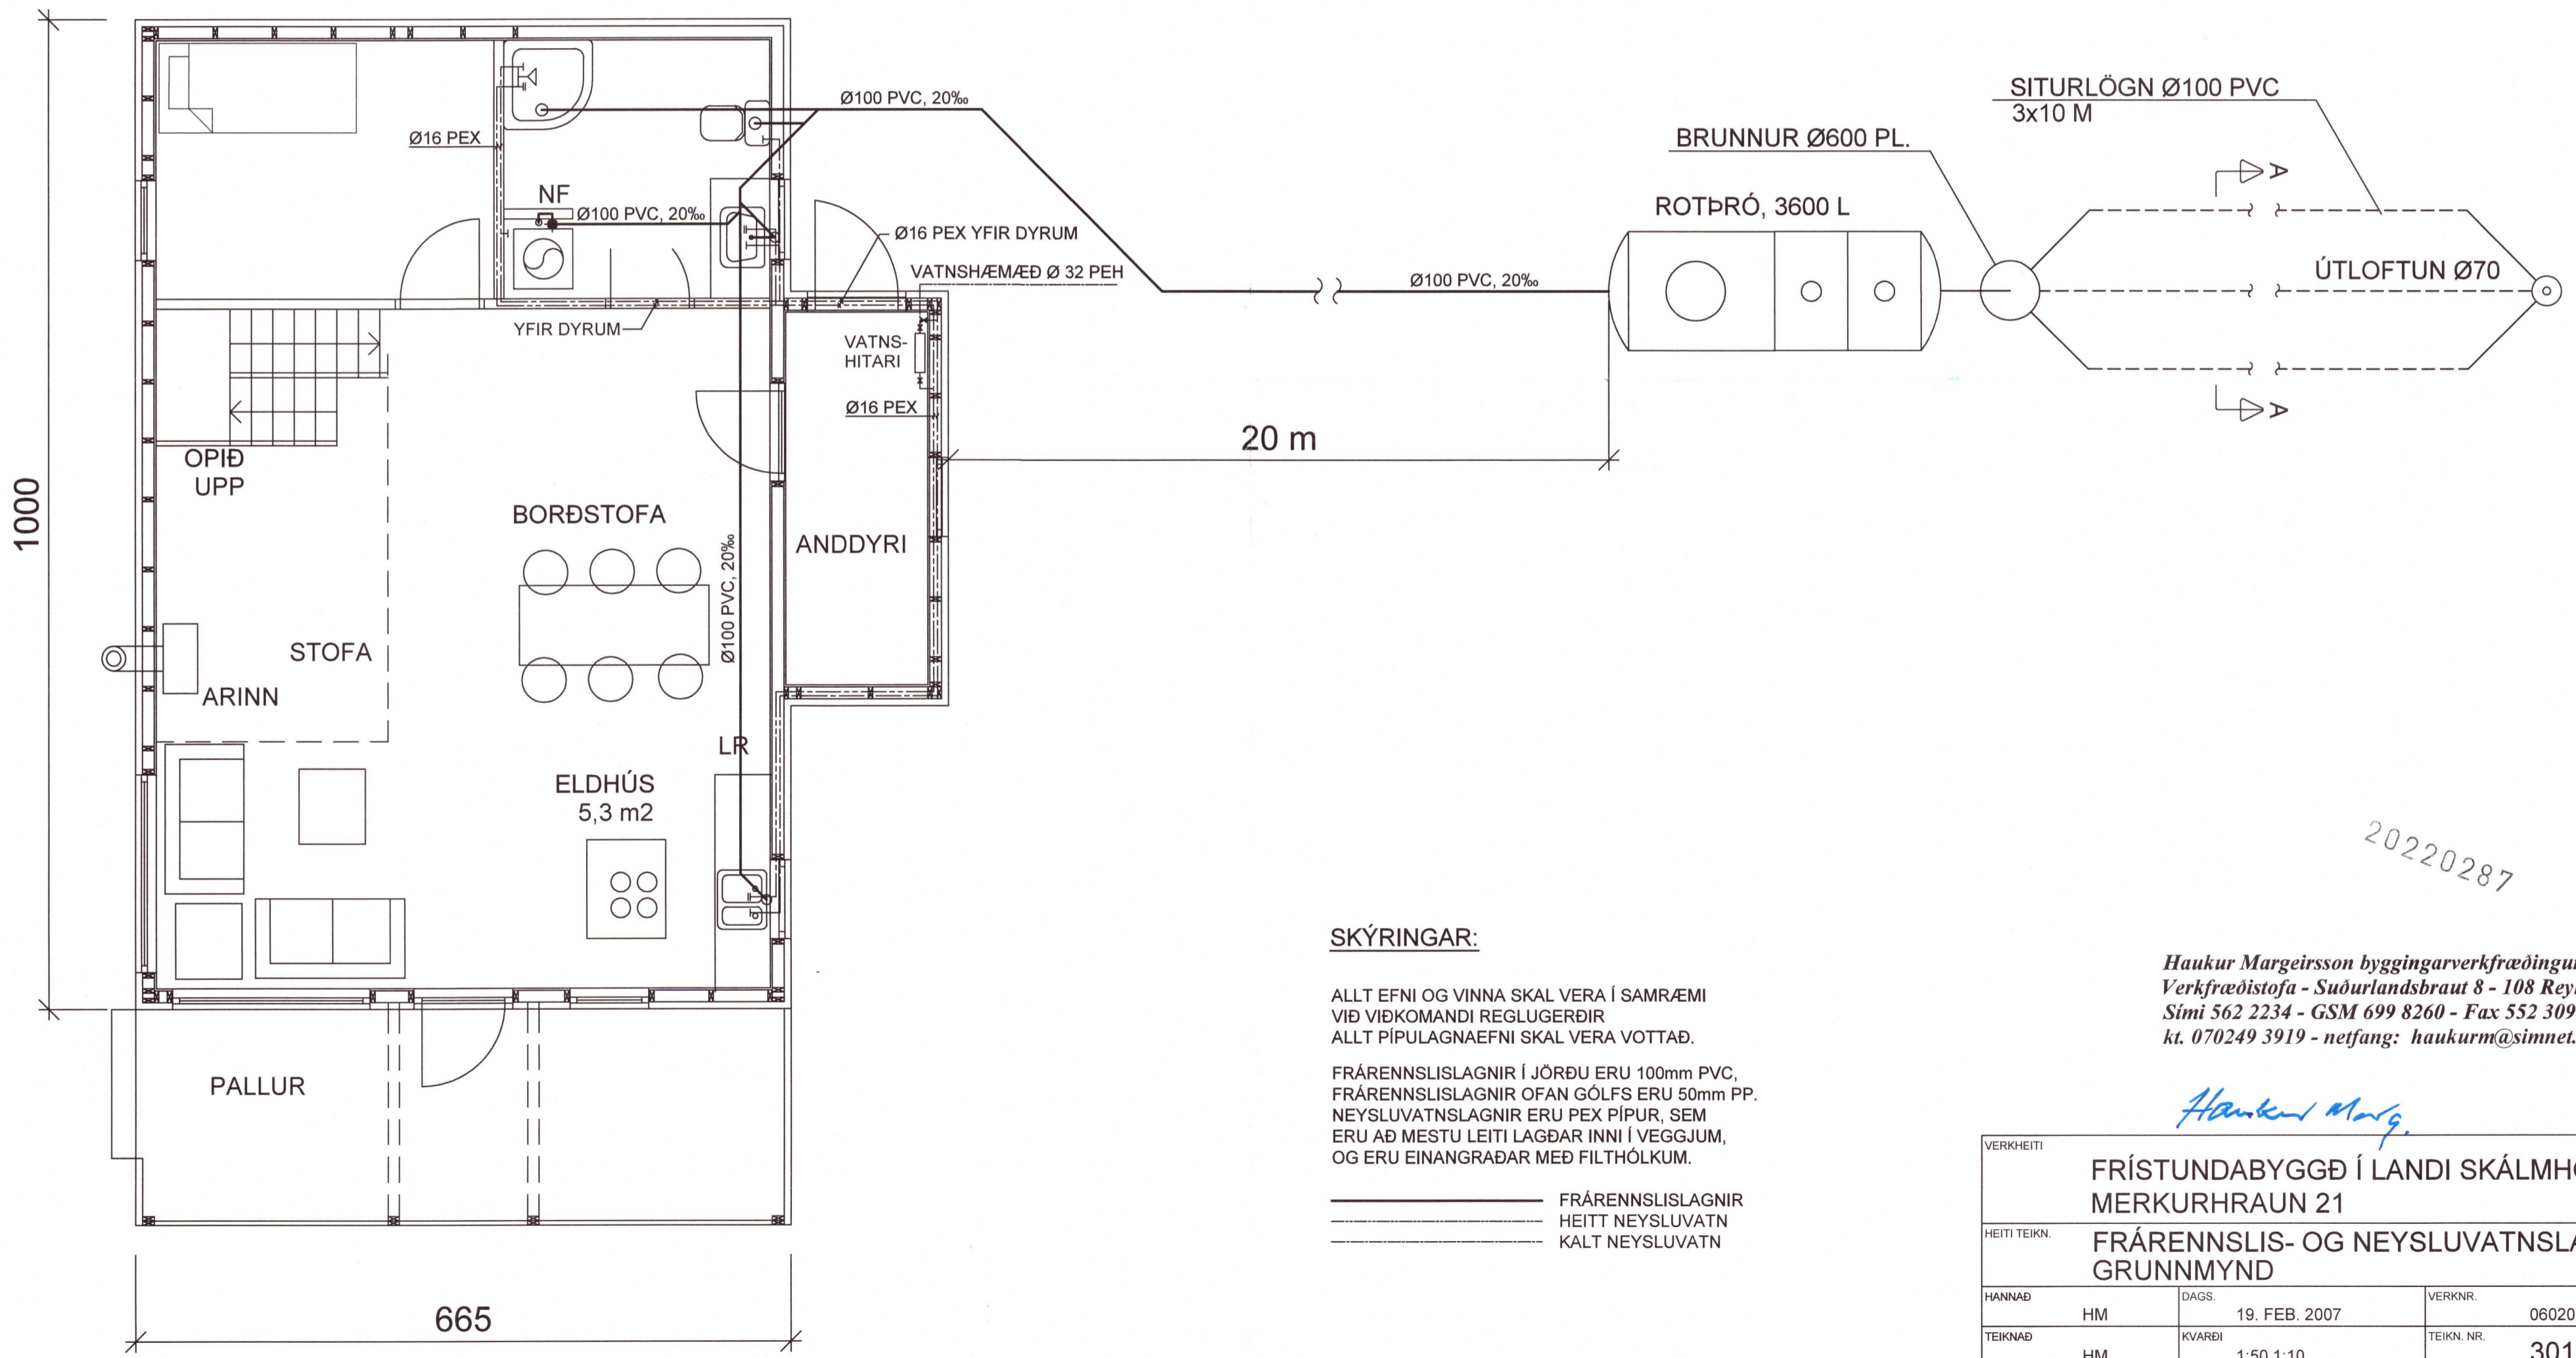 SITURLÖGN Ø100 PVC
3x10 M
BRUNNUR Ø600 PL.
ROTÞRÓ, 3600 L
ÚTLOFTUN Ø70
A
A
Ø100 PVC, 20‰
Ø100 PVC, 20‰
20 m
Ø16 PEX
NF
Ø100 PVC, 20‰
Ø16 PEX YFIR DYRUM
VATNSHÆMÆÐ Ø 32 PEH
YFIR DYRUM
VATNS-
HITARI
Ø16 PEX
OPIÐ
UPP
BORÐSTOFA
ANDDYRI
Ø100 PVC, 20‰
STOFA
ARINN
LR
ELDHÚS
5,3 m2
PALLUR
1000
665
20220287
SKÝRINGAR:
ALLT EFNI OG VINNA SKAL VERA Í SAMRÆMI
VIÐ VIÐKOMANDI REGLUGERÐIR
ALLT PÍPULAGNAEFNI SKAL VERA VOTTAÐ.
FRÁRENNSLISLAGNIR Í JÖRÐU ERU 100mm PVC,
FRÁRENNSLISLAGNIR OFAN GÓLFS ERU 50mm PP.
NEYSLUVATNSLAGNIR ERU PEX PÍPUR, SEM
ERU AÐ MESTU LEITI LAGÐAR INNI Í VEGGJUM,
OG ERU EINANGRAÐAR MEÐ FILTHÓLKUM.
FRÁRENNSLISLAGNIR
HEITT NEYSLUVATN
KALT NEYSLUVATN
Haukur Margeirsson byggingarverkfræðingur
Verkfræðistofa - Suðurlandsbraut 8 - 108 Rey
Sími 562 2234 - GSM 699 8260 - Fax 552 309
kt. 070249 3919 - netfang: haukurm@simnet.
Haukur Marg.
VERKHEITI
FRÍSTUNDABYGGÐ Í LANDI SKÁLMH
MERKURHRAUN 21
HEITI TEIKN.
FRÁRENNSLIS- OG NEYSLUVATNSLA
GRUNNMYND
HANNAÐ HM DAGS. 19. FEB. 2007 VERKNR. 06020
TEIKNAÐ HM KVARÐI 1:50 1:10 TEIKN. NR. 301